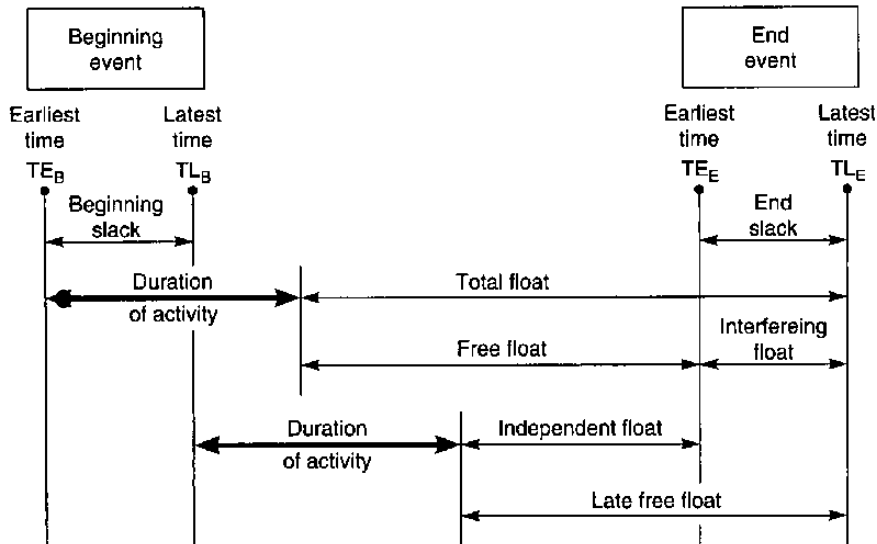 Beginning
event
End
event
Earliest
time
TE_B
Latest
time
TL_B
Earliest
time
TE_E
Latest
time
TL_E
Beginning
slack
End
slack
Duration
of activity
Total float
Free float
Interfereing
float
Duration
of activity
Independent float
Late free float